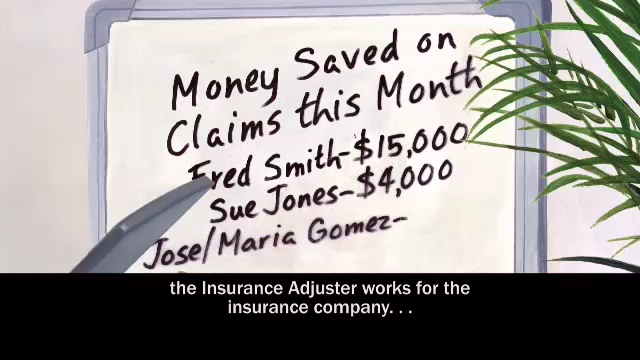 Money Saved on
Claims this Month
Fred Smith-$15,000
Sue Jones-$4,000
Jose/Maria Gomez-
the Insurance Adjuster works for the
insurance company. . .